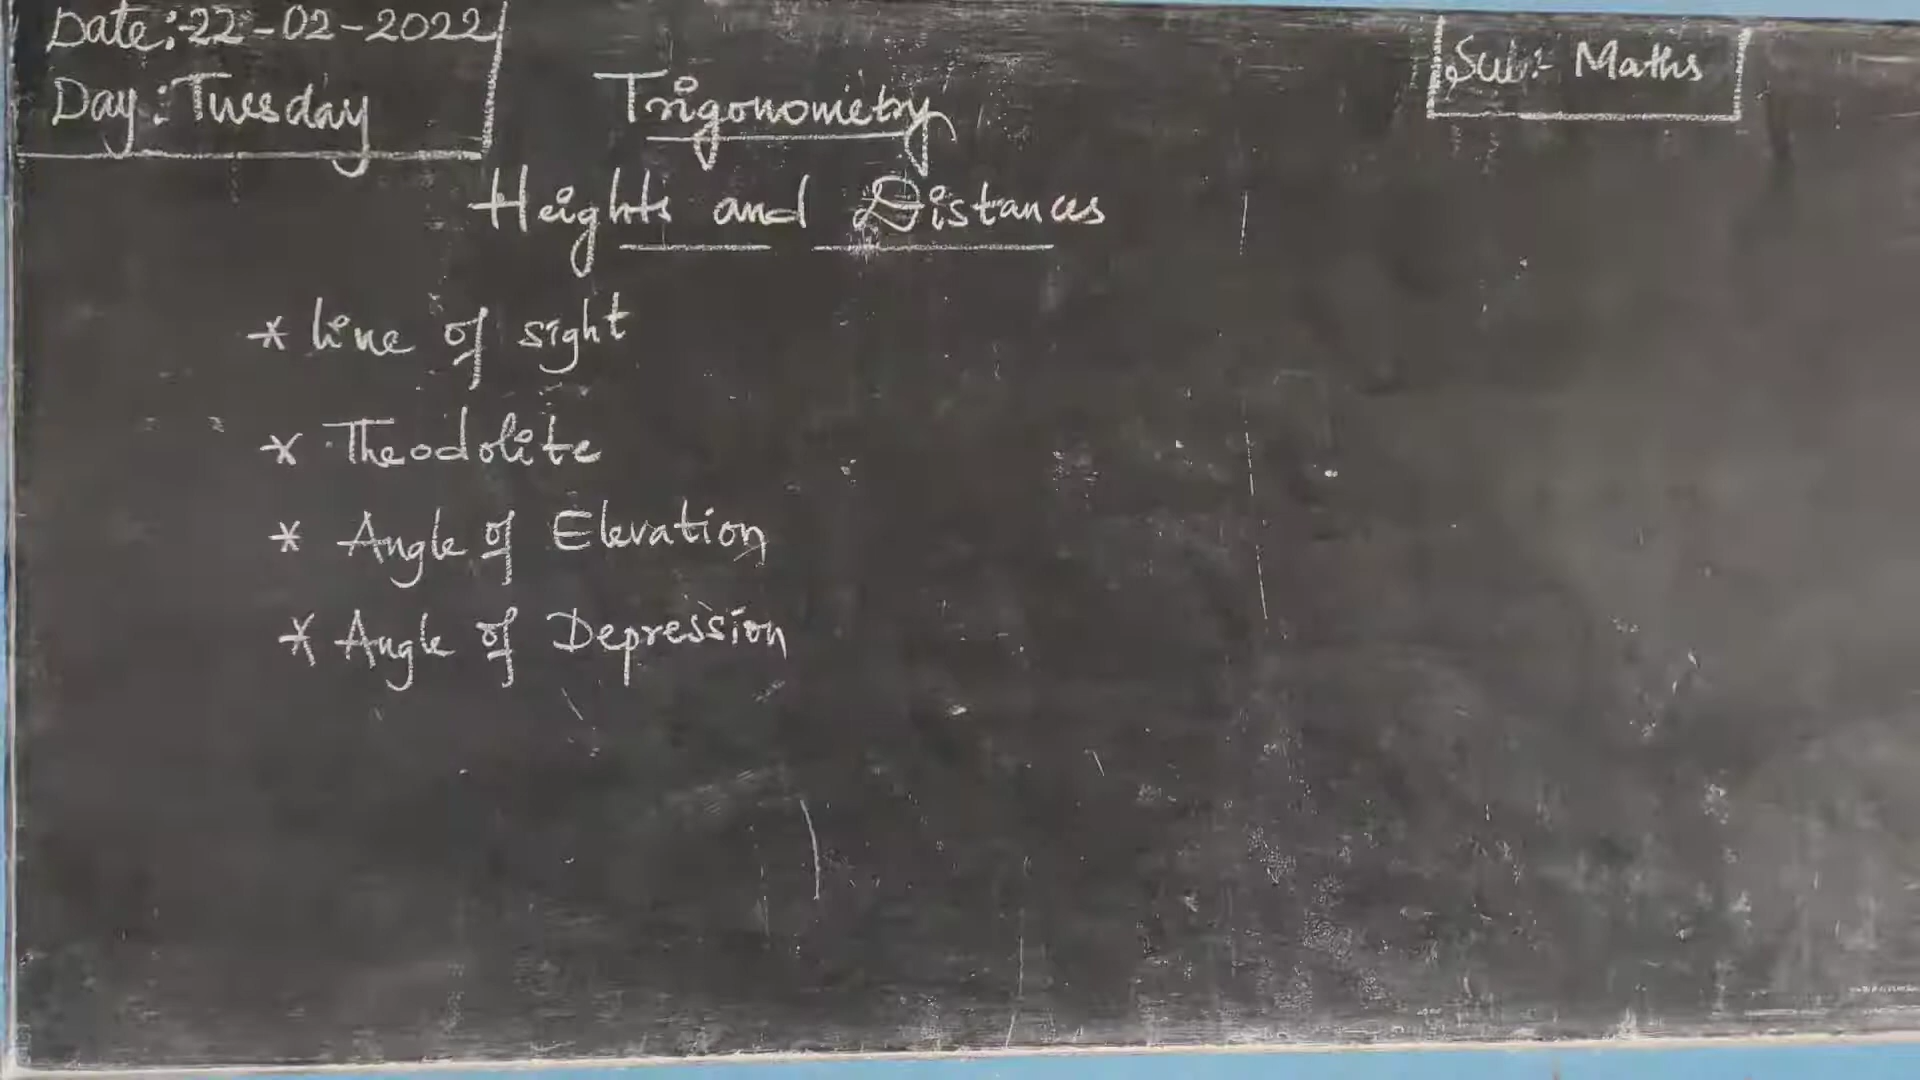 Date:22-02-2022
Day:Tuesday
Sub:- Maths
Trigonometry
Heights and Distances
* line of sight
* Theodolite
* Angle of Elevation
* Angle of Depression